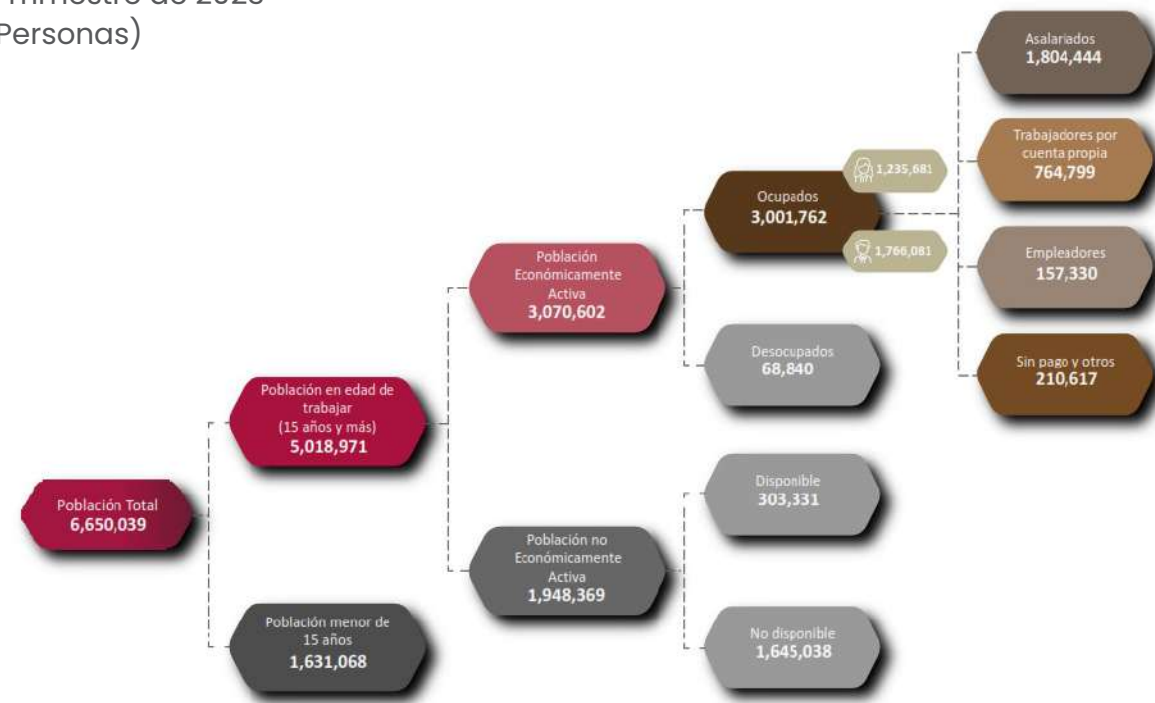 Trimestre de 2023
Personas)
Asalariados
1,804,444
Trabajadores por
cuenta propia
764,799
Empleadores
157,330
Sin pago y otros
210,617
1,235,681
Ocupados
3,001,762
1,766,081
Desocupados
68,840
Población
Económicamente
Activa
3,070,602
Población en edad de
trabajar
(15 años y más)
5,018,971
Población Total
6,650,039
Disponible
303,331
Población no
Económicamente
Activa
1,948,369
Población menor de
15 años
1,631,068
No disponible
1,645,038